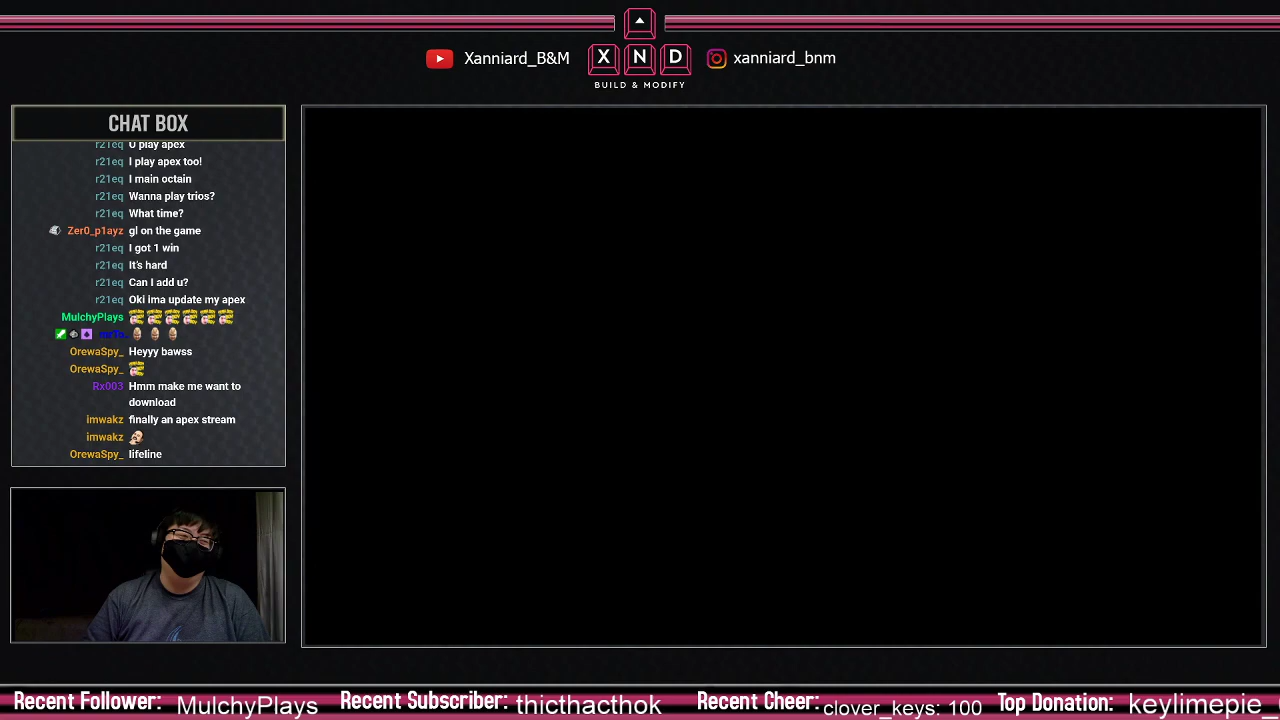 Xanniard_B&M
X N D
BUILD & MODIFY
xanniard_bnm
CHAT BOX
r21eq U play apex
r21eq I play apex too!
r21eq I main octain
r21eq Wanna play trios?
r21eq What time?
Zer0_p1ayz gl on the game
r21eq I got 1 win
r21eq It's hard
r21eq Can I add u?
r21eq Oki ima update my apex
MulchyPlays
OrewaSpy_ Heyyy bawss
OrewaSpy_
Rx003 Hmm make me want to
download
imwakz finally an apex stream
imwakz
OrewaSpy_ lifeline
Recent Follower: MulchyPlays Recent Subscriber: thicthacthok Recent Cheer: clover_keys: 100 Top Donation: keylimepie_